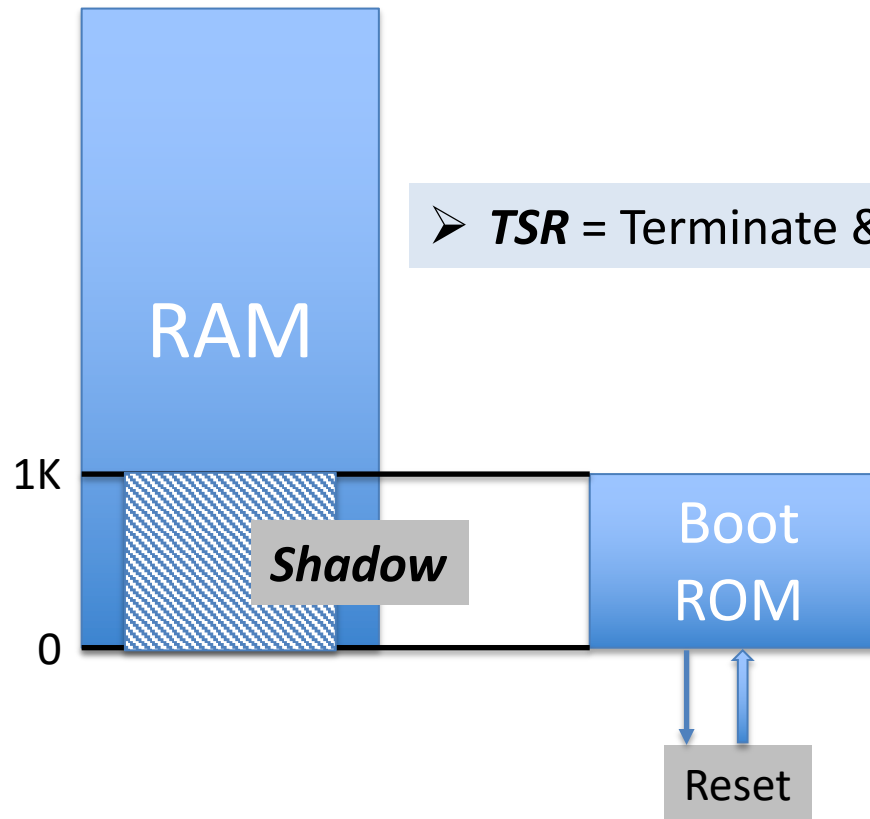 ➢ TSR = Terminate &
RAM
1K
Boot
ROM
Shadow
0
Reset